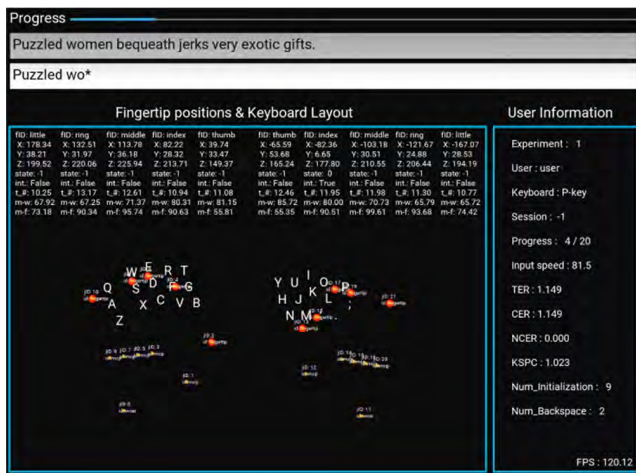 Progress
Puzzled women bequeath jerks very exotic gifts.
Puzzled wo*
Fingertip positions & Keyboard Layout
User Information
fID: little fID: ring fID: middle fID: index fID: thumb fID: thumb fID: index fID: middle fID: ring fID: little
X: 178.34 X: 132.51 X: 113.78 X: 82.22 X: 39.74 X: -65.59 X: -82.36 X: -103.18 X: -121.67 X: -167.07
Y: 38.21 Y: 31.97 Y: 36.18 Y: 28.32 Y: 33.47 Y: 53.68 Y: 6.65 Y: 30.51 Y: 24.88 Y: 28.53
Z: 199.52 Z: 220.06 Z: 225.94 Z: 213.71 Z: 149.37 Z: 165.24 Z: 177.80 Z: 210.55 Z: 206.44 Z: 194.19
state: -1 state: -1 state: -1 state: -1 state: -1 state: -1 state: 0 state: -1 state: -1 state: -1
int.: False int.: False int.: False int.: False int.: False int.: False int.: True int.: False int.: False int.: False
t_#: 10.25 t_#: 13.17 t_#: 12.61 t_#: 10.94 t_#: 11.08 t_#: 12.46 t_#: 11.95 t_#: 11.98 t_#: 11.30 t_#: 10.77
m-w: 67.92 m-w: 67.25 m-w: 71.37 m-w: 80.31 m-w: 81.15 m-w: 85.72 m-w: 80.00 m-w: 70.73 m-w: 65.79 m-w: 65.72
m-f: 73.18 m-f: 90.34 m-f: 95.74 m-f: 90.63 m-f: 55.81 m-f: 55.35 m-f: 90.51 m-f: 99.61 m-f: 93.68 m-f: 74.42
Q W E R T Y U I O P
A S D F G H J K L ;
Z X C V B N M , .
Experiment : 1
User : user
Keyboard : P-key
Session : -1
Progress : 4 / 20
Input speed : 81.5
TER : 1.149
CER : 1.149
NCER : 0.000
KSPC : 1.023
Num_Initialization : 9
Num_Backspace : 2
FPS : 120.12